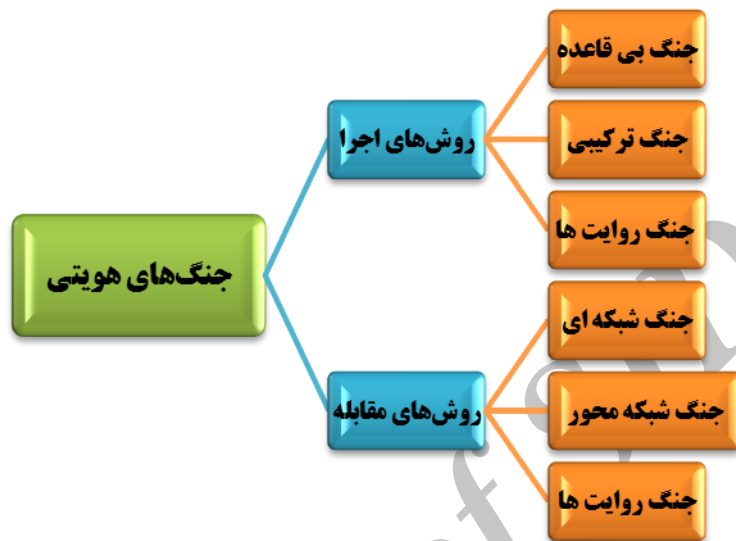 جنگ بی قاعده
روش‌های اجرا
جنگ ترکیبی
جنگ روایت ها
جنگ‌های هویتی
جنگ شبکه ای
روش‌های مقابله
جنگ شبکه محور
جنگ روایت ها